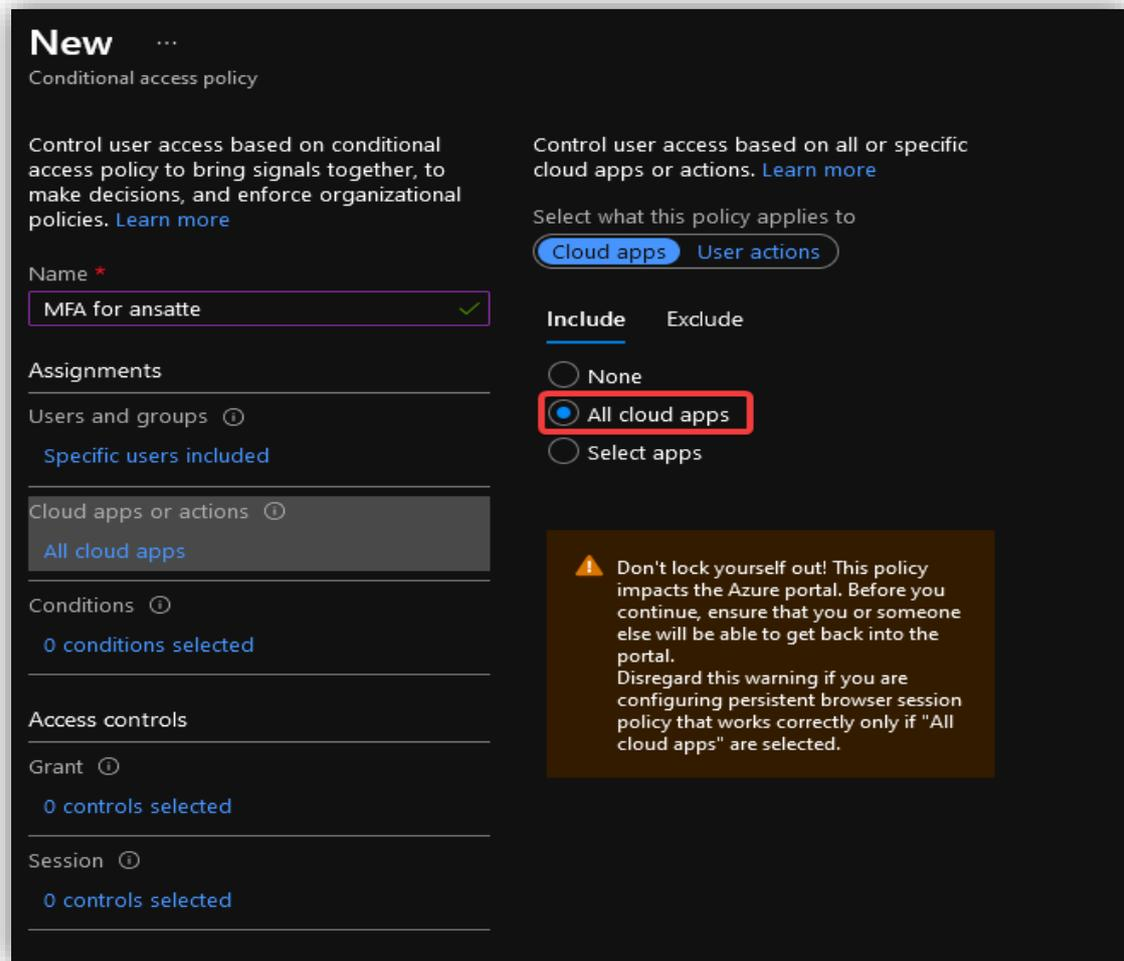 New ...
Conditional access policy
Control user access based on conditional
access policy to bring signals together, to
make decisions, and enforce organizational
policies. Learn more
Name *
MFA for ansatte
Assignments
Users and groups
Specific users included
Cloud apps or actions
All cloud apps
Conditions
0 conditions selected
Access controls
Grant
0 controls selected
Session
0 controls selected
Control user access based on all or specific
cloud apps or actions. Learn more
Select what this policy applies to
Cloud apps User actions
Include Exclude
None
All cloud apps
Select apps
Don't lock yourself out! This policy
impacts the Azure portal. Before you
continue, ensure that you or someone
else will be able to get back into the
portal.
Disregard this warning if you are
configuring persistent browser session
policy that works correctly only if "All
cloud apps" are selected.